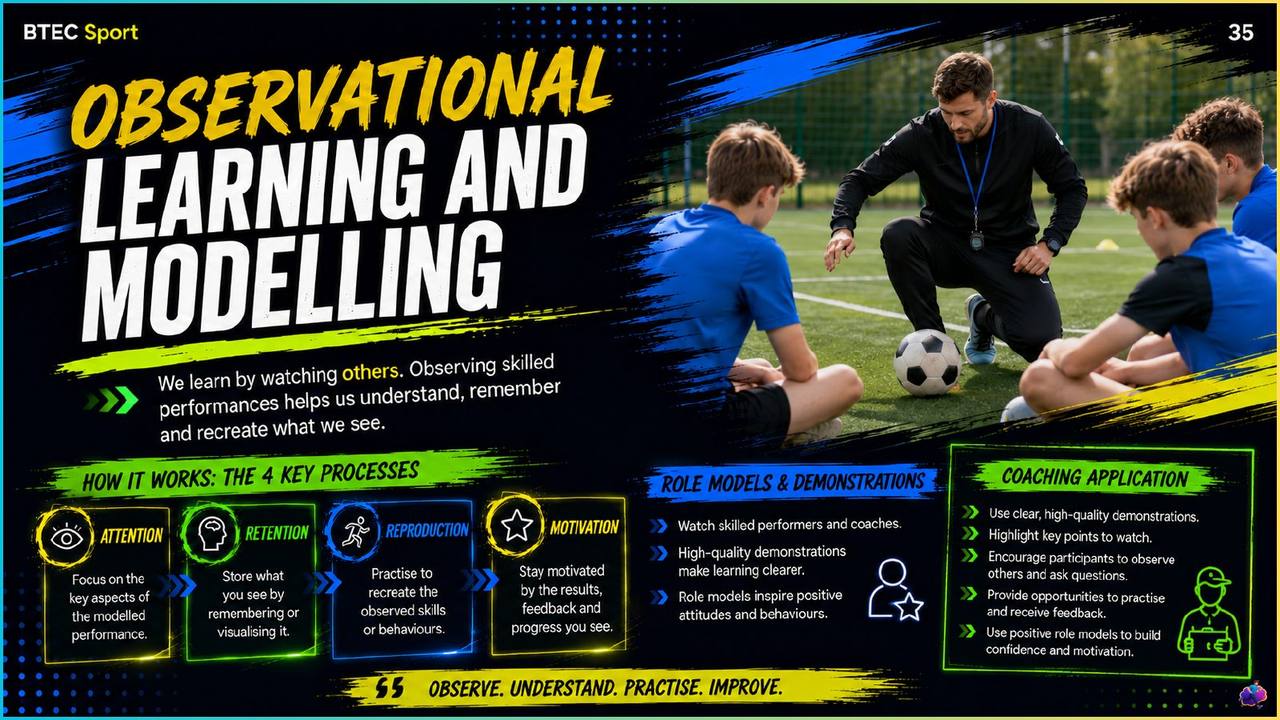 BTEC Sport
35
OBSERVATIONAL
LEARNING AND
MODELLING
We learn by watching others. Observing skilled
performances helps us understand, remember
and recreate what we see.
HOW IT WORKS: THE 4 KEY PROCESSES
ATTENTION
Focus on the
key aspects of
the modelled
performance.
RETENTION
Store what
you see by
remembering or
visualising it.
REPRODUCTION
Practise to
recreate the
observed skills
or behaviours.
MOTIVATION
Stay motivated
by the results,
feedback and
progress you see.
ROLE MODELS & DEMONSTRATIONS
Watch skilled performers and coaches.
High-quality demonstrations
make learning clearer.
Role models inspire positive
attitudes and behaviours.
COACHING APPLICATION
Use clear, high-quality demonstrations.
Highlight key points to watch.
Encourage participants to observe
others and ask questions.
Provide opportunities to practise
and receive feedback.
Use positive role models to build
confidence and motivation.
OBSERVE. UNDERSTAND. PRACTISE. IMPROVE.